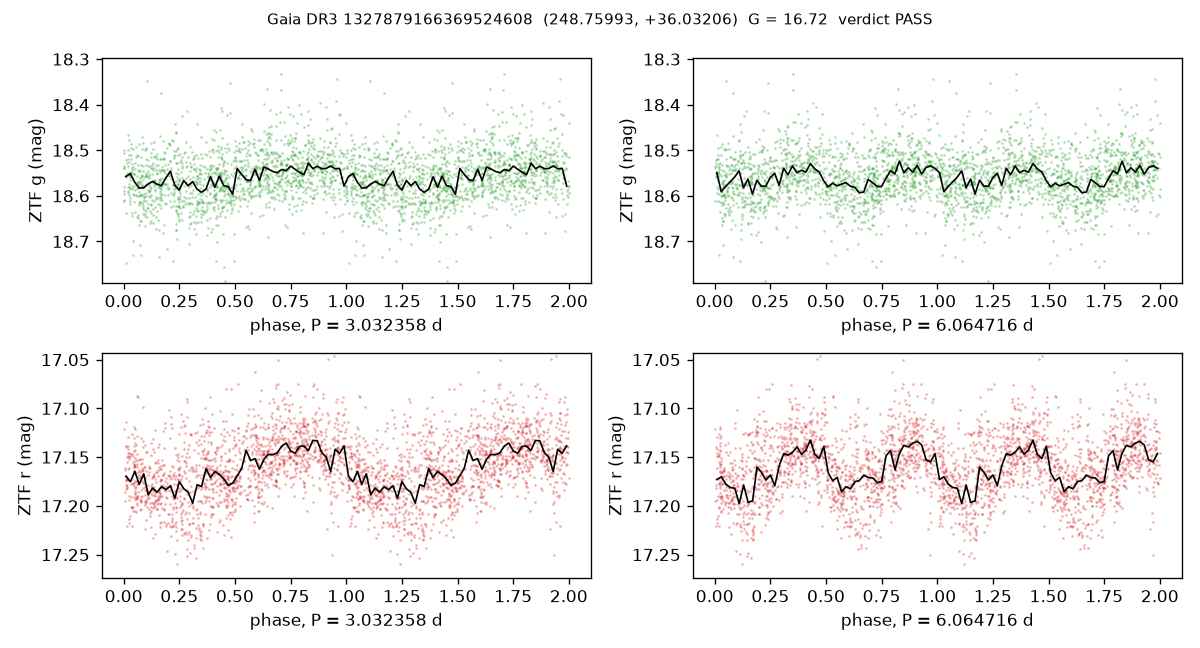 Gaia DR3 1327879166369524608 (248.75993, +36.03206) G = 16.72 verdict PASS
18.3
18.4
18.5
18.6
18.7
ZTF g (mag)
0.00 0.25 0.50 0.75 1.00 1.25 1.50 1.75 2.00
phase, P = 3.032358 d
18.3
18.4
18.5
18.6
18.7
ZTF g (mag)
0.00 0.25 0.50 0.75 1.00 1.25 1.50 1.75 2.00
phase, P = 6.064716 d
17.05
17.10
17.15
17.20
17.25
ZTF r (mag)
0.00 0.25 0.50 0.75 1.00 1.25 1.50 1.75 2.00
phase, P = 3.032358 d
17.05
17.10
17.15
17.20
17.25
ZTF r (mag)
0.00 0.25 0.50 0.75 1.00 1.25 1.50 1.75 2.00
phase, P = 6.064716 d